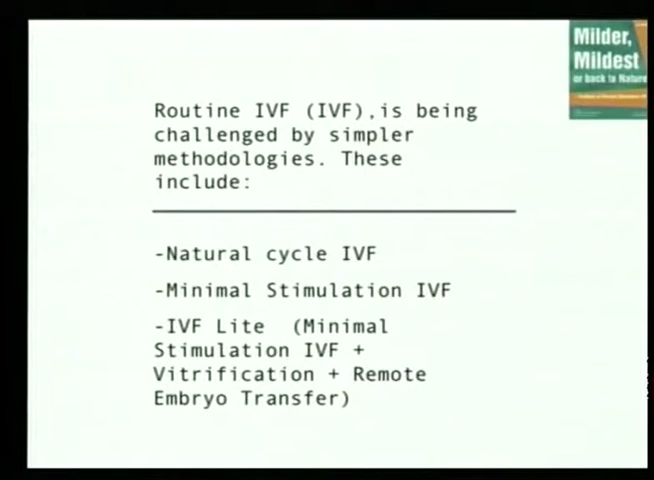 Milder,
Mildest
or back to Nature
Routine IVF (IVF),is being
challenged by simpler
methodologies. These
include:
-Natural cycle IVF
-Minimal Stimulation IVF
-IVF Lite (Minimal
Stimulation IVF +
Vitrification + Remote
Embryo Transfer)